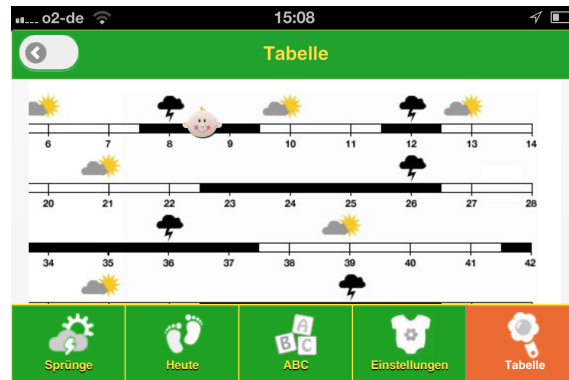 o2-de 15:08
Tabelle
6 7 8 9 10 11 12 13 14
20 21 22 23 24 25 26 27 28
34 35 36 37 38 39 40 41 42
A
B C
Sprünge Heute ABC Einstellungen Tabelle